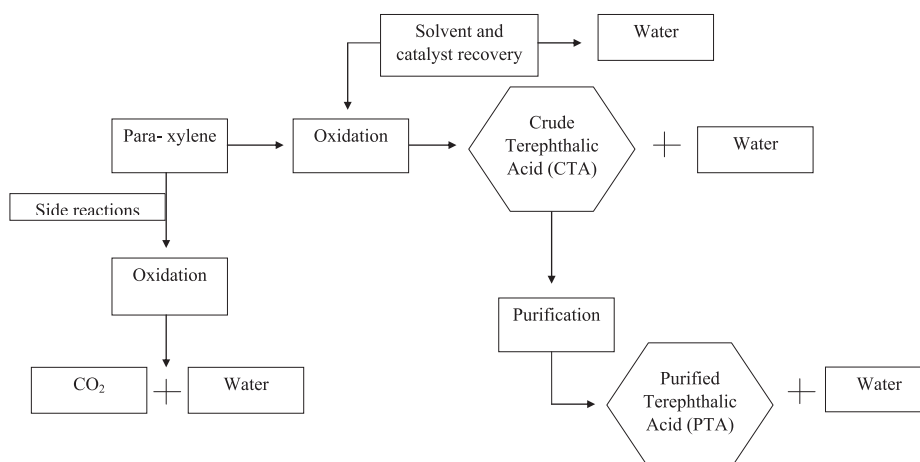 Solvent and
catalyst recovery
Water
Para- xylene
Oxidation
Crude
Terephthalic
Acid (CTA)
Water
Side reactions
Oxidation
Purification
CO₂
Water
Purified
Terephthalic
Acid (PTA)
Water